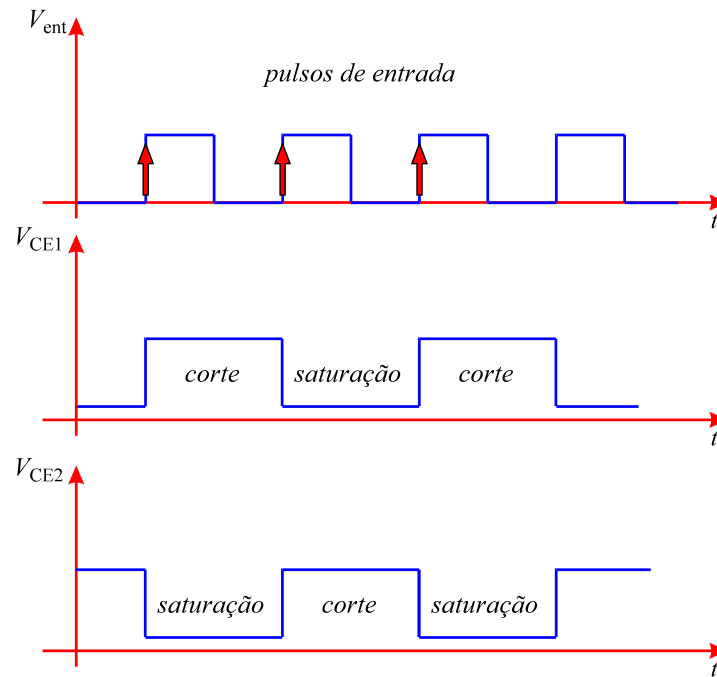 V_ent
pulsos de entrada
t
V_CE1
corte saturação corte
t
V_CE2
saturação corte saturação
t